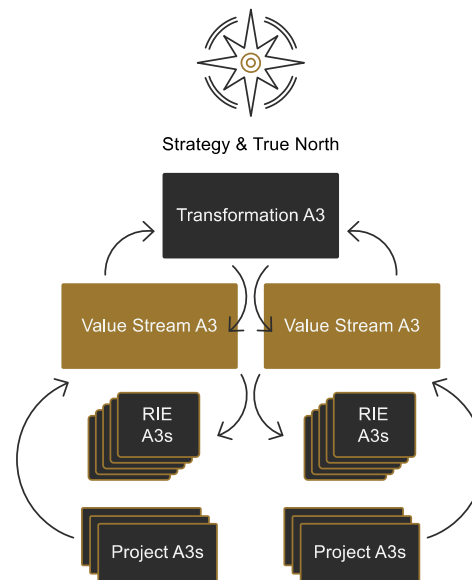 Strategy & True North
Transformation A3
Value Stream A3
Value Stream A3
RIE
A3s
RIE
A3s
Project A3s
Project A3s